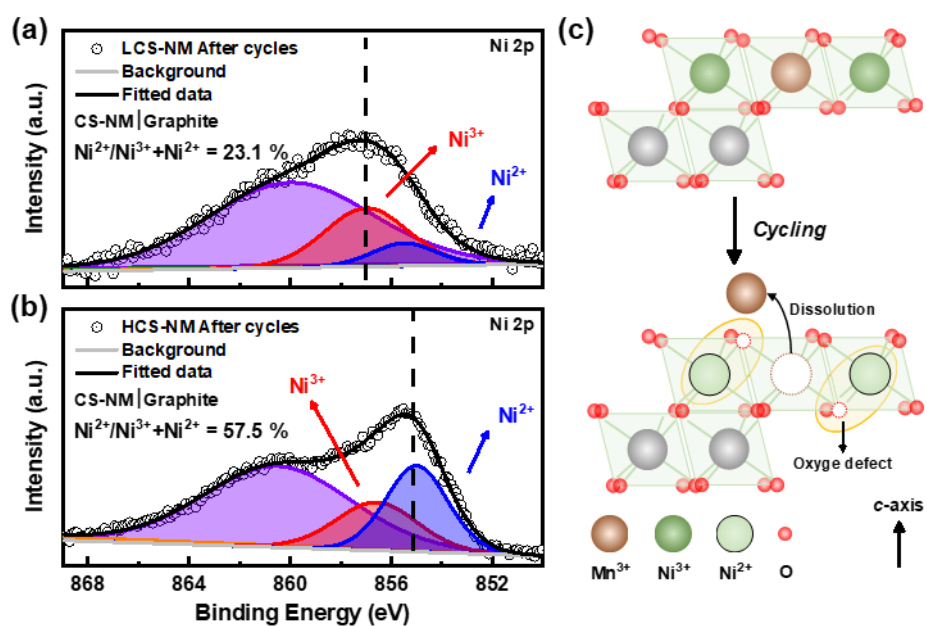 (a)
LCS-NM After cycles
Background
Fitted data
CS-NM|Graphite
Ni²⁺/Ni³⁺+Ni²⁺ = 23.1 %
Ni 2p
Ni³⁺
Ni²⁺
Intensity (a.u.)
(b)
HCS-NM After cycles
Background
Fitted data
CS-NM|Graphite
Ni²⁺/Ni³⁺+Ni²⁺ = 57.5 %
Ni 2p
Ni³⁺
Ni²⁺
Intensity (a.u.)
868 864 860 856 852
Binding Energy (eV)
(c)
Cycling
Dissolution
Oxyge defect
c-axis
Mn³⁺ Ni³⁺ Ni²⁺ O